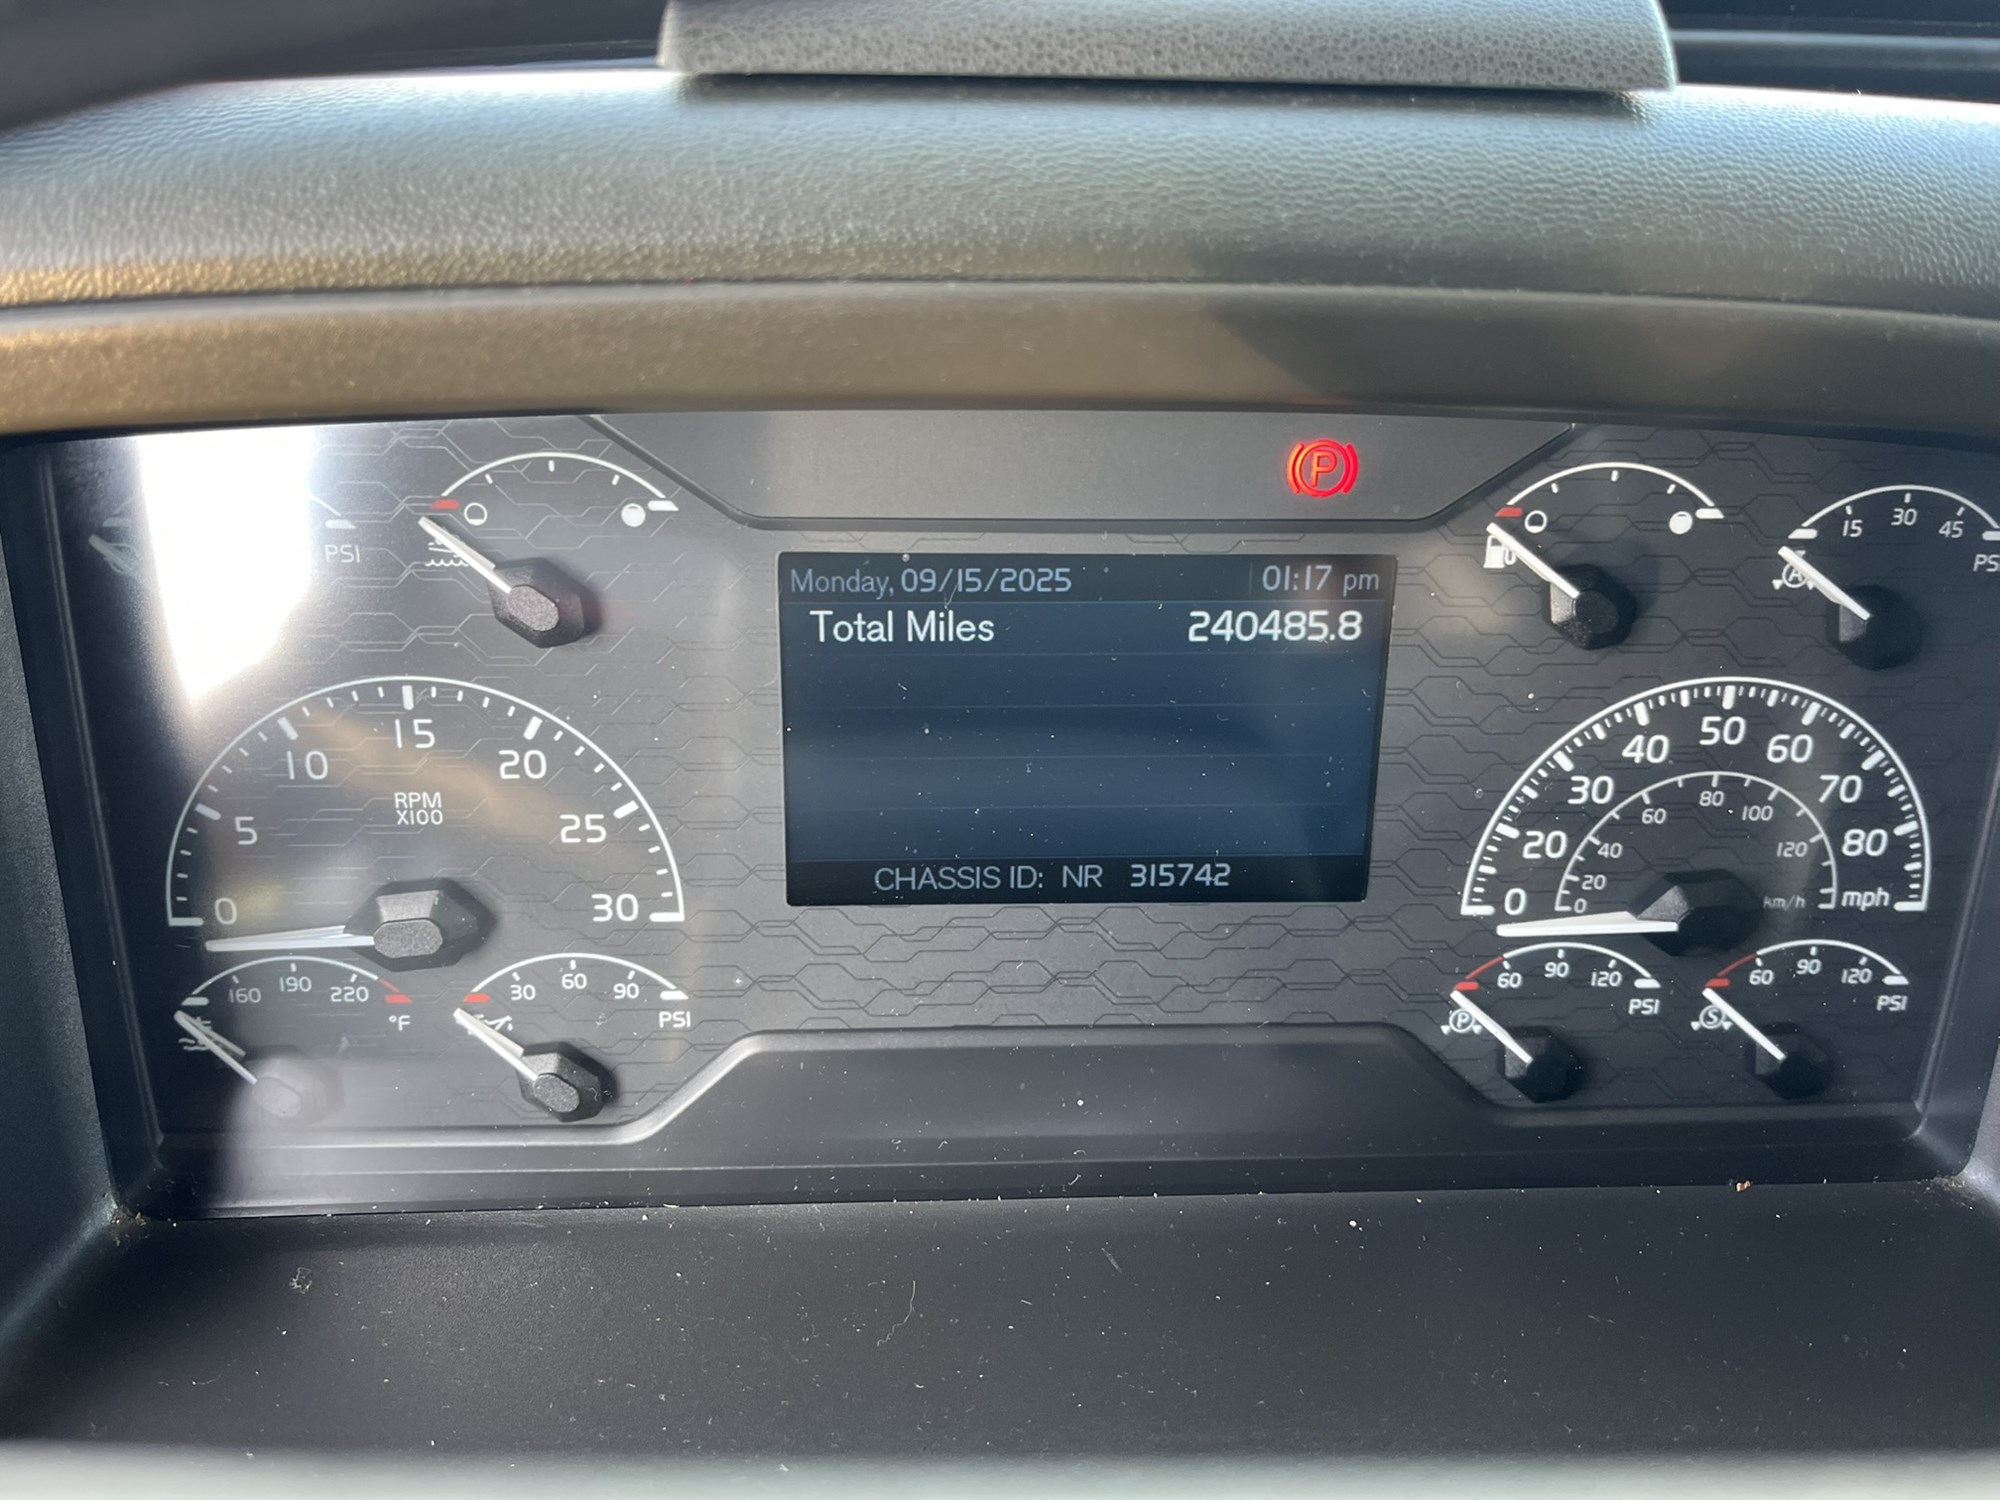 PSI
P
15 30 45
PSI
A
Monday, 09/15/2025 01:17 pm
Total Miles 240485.8
CHASSIS ID: NR 315742
0 5 10 15 20 25 30
RPM
X100
0 20 30 40 50 60 70 80
mph
0 20 40 60 80 100 120
km/h
160 190 220
°F
30 60 90
PSI
60 90 120
PSI
P
60 90 120
PSI
S